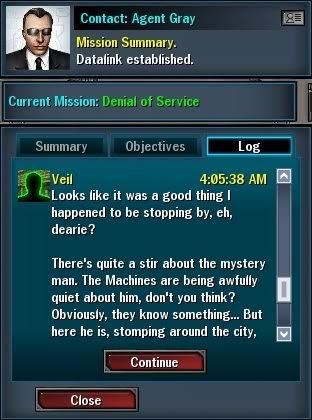 Contact: Agent Gray
Mission Summary.
Datalink established.
Current Mission: Denial of Service
Summary Objectives Log
Veil 4:05:38 AM
Looks like it was a good thing I
happened to be stopping by, eh,
dearie?
There's quite a stir about the mystery
man. The Machines are being awfully
quiet about him, don't you think?
Obviously, they know something... But
here he is, stomping around the city,
Continue
Close